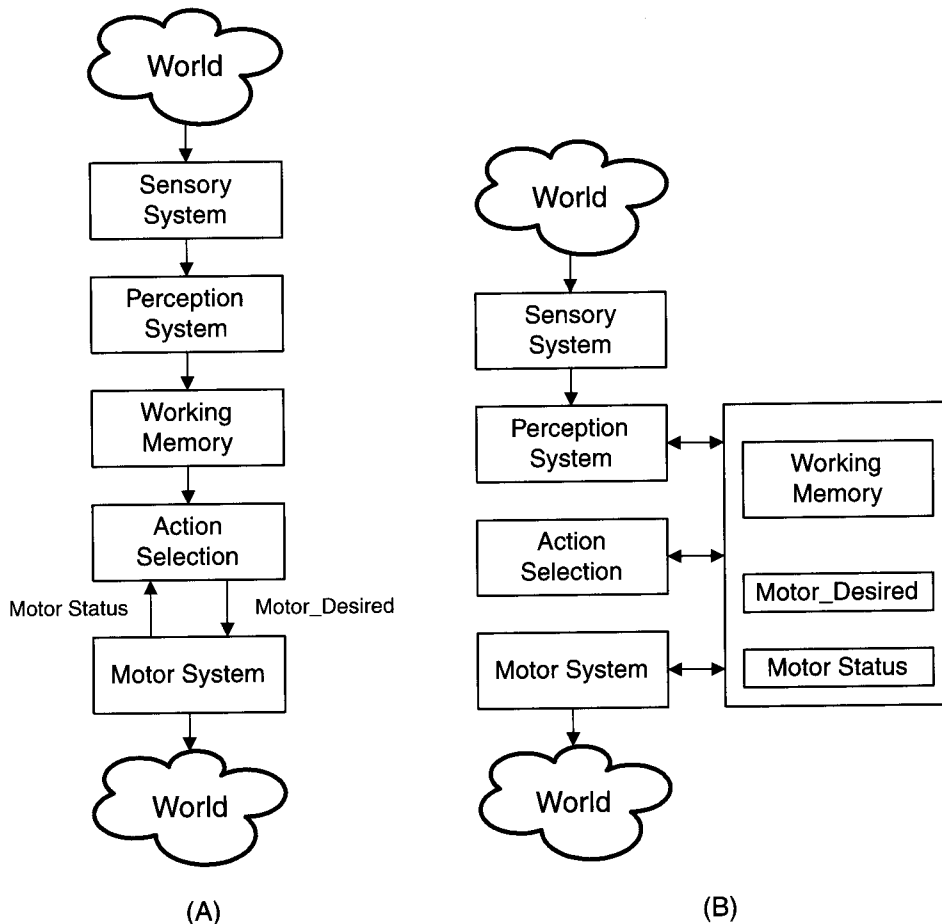 World
Sensory
System
Perception
System
Working
Memory
Action
Selection
Motor Status
Motor_Desired
Motor System
World
(A)
World
Sensory
System
Perception
System
Action
Selection
Motor System
World
Working
Memory
Motor_Desired
Motor Status
(B)